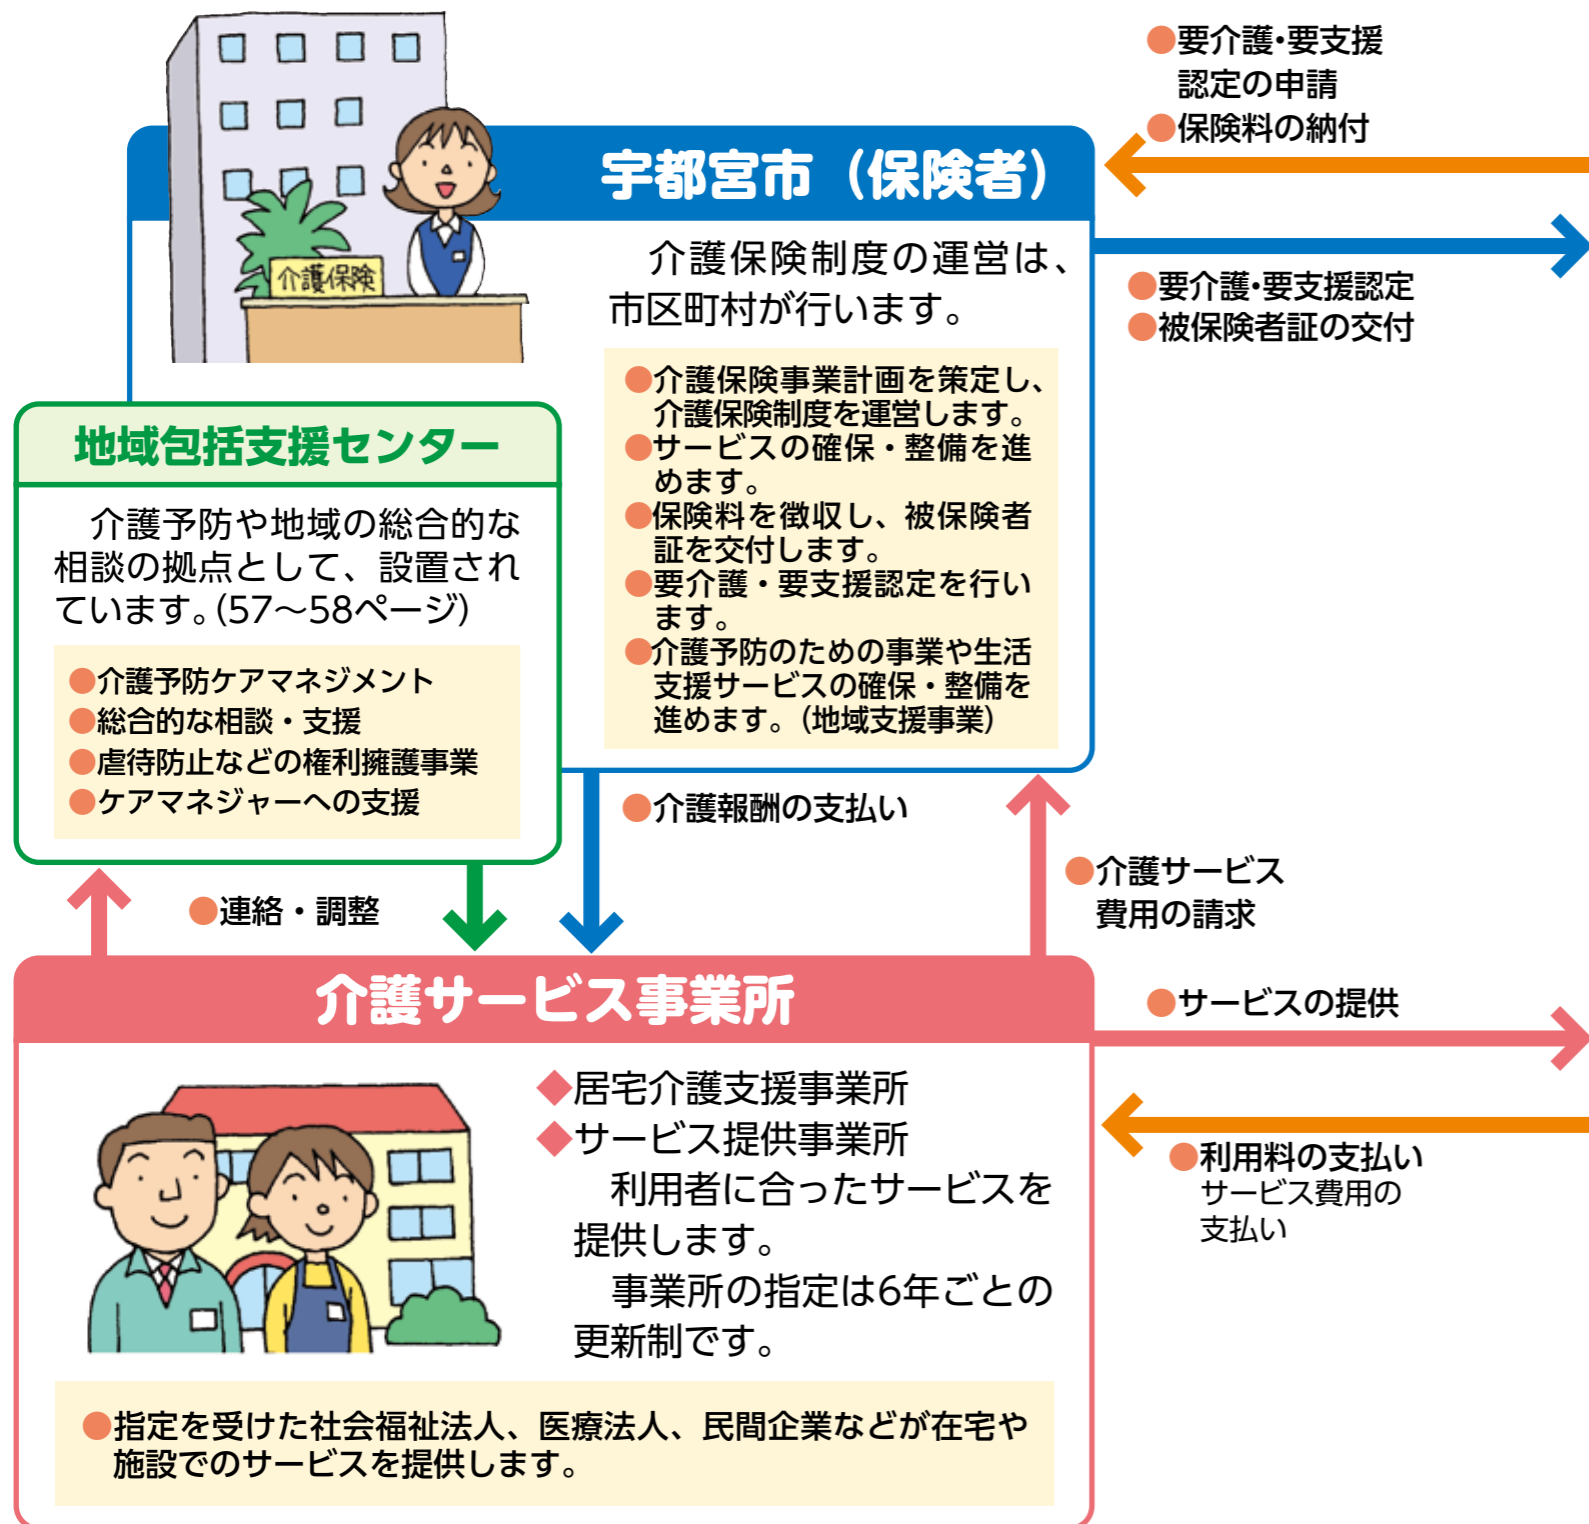 宇都宮市（保険者）
介護保険
介護保険制度の運営は、
市区町村が行います。
●介護保険事業計画を策定し、
介護保険制度を運営します。
●サービスの確保・整備を進
めます。
●保険料を徴収し、被保険者
証を交付します。
●要介護・要支援認定を行い
ます。
●介護予防のための事業や生活
支援サービスの確保・整備を
進めます。（地域支援事業）
●要介護・要支援
認定の申請
●保険料の納付
●要介護・要支援認定
●被保険者証の交付
地域包括支援センター
介護予防や地域の総合的な
相談の拠点として、設置され
ています。（57～58ページ）
●介護予防ケアマネジメント
●総合的な相談・支援
●虐待防止などの権利擁護事業
●ケアマネジャーへの支援
●連絡・調整
●介護報酬の支払い
●介護サービス
費用の請求
介護サービス事業所
◆居宅介護支援事業所
◆サービス提供事業所
利用者に合ったサービスを
提供します。
事業所の指定は6年ごとの
更新制です。
●指定を受けた社会福祉法人、医療法人、民間企業などが在宅や
施設でのサービスを提供します。
●サービスの提供
●利用料の支払い
サービス費用の
支払い